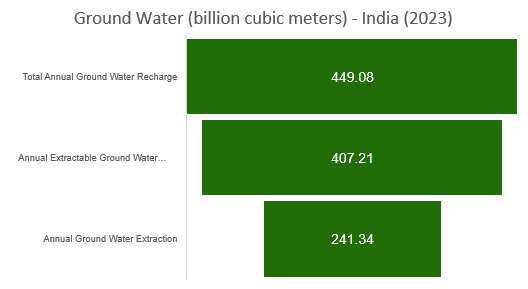 Ground Water (billion cubic meters) - India (2023)
Total Annual Ground Water Recharge
449.08
Annual Extractable Ground Water...
407.21
Annual Ground Water Extraction
241.34